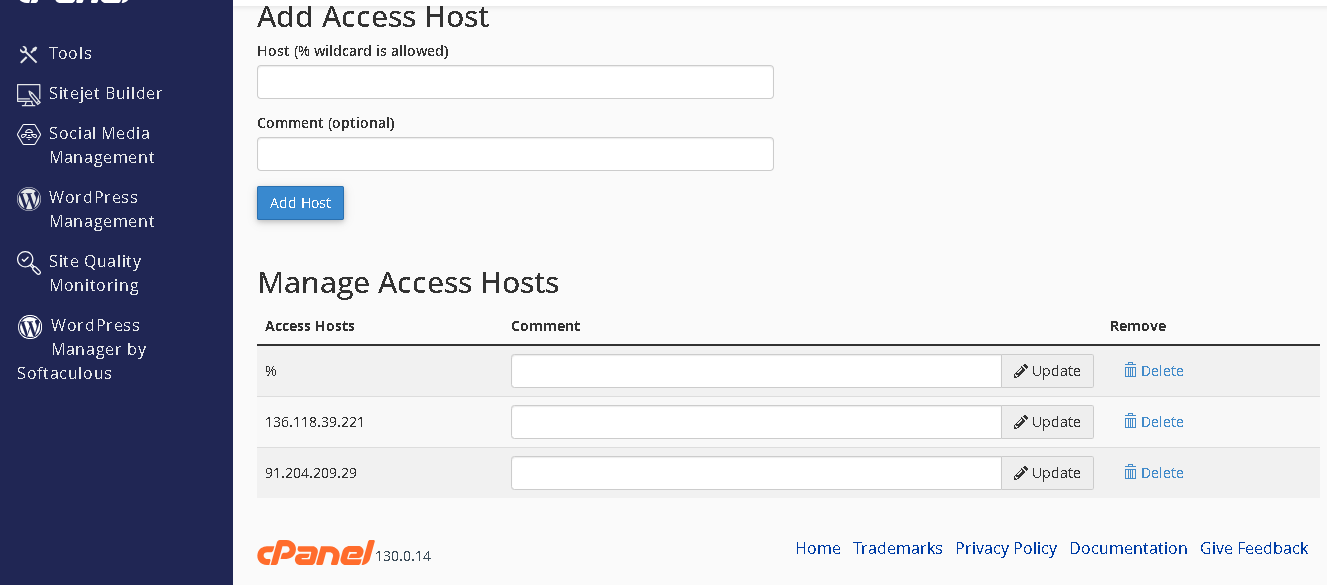 cPanel
Tools
Sitejet Builder
Social Media
Management
WordPress
Management
Site Quality
Monitoring
WordPress
Manager by
Softaculous
Add Access Host
Host (% wildcard is allowed)
Comment (optional)
Add Host
Manage Access Hosts
Access Hosts Comment Remove
% Update Delete
136.118.39.221 Update Delete
91.204.209.29 Update Delete
cPanel 130.0.14 Home Trademarks Privacy Policy Documentation Give Feedback